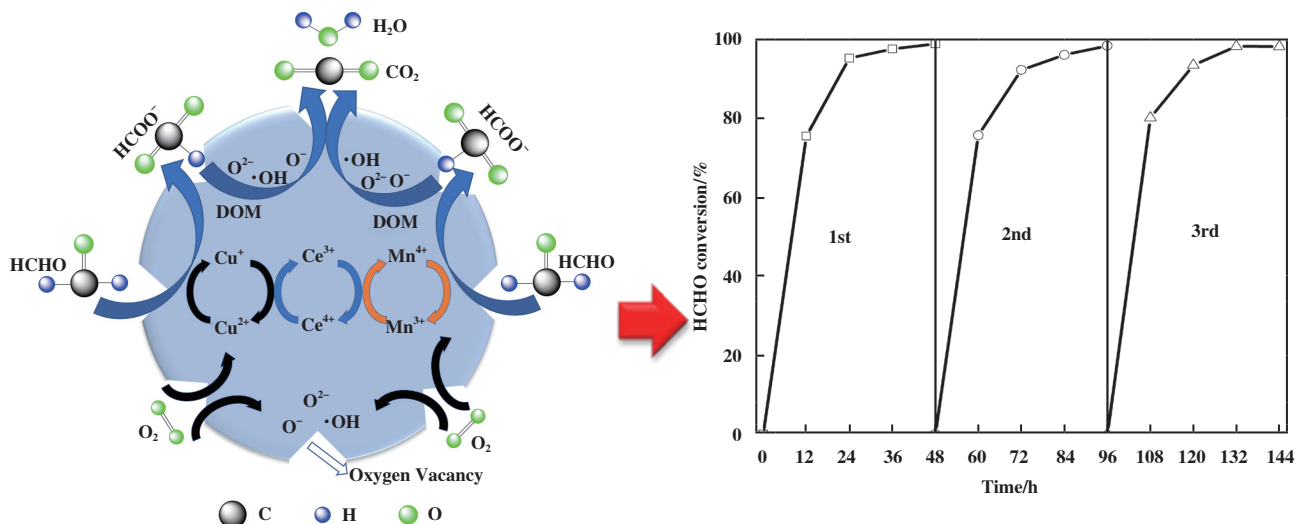 H₂O
CO₂
HCOO⁻
HCOO⁻
O²⁻ ·OH O⁻
·OH
O²⁻ O⁻
DOM
DOM
HCHO
HCHO
Cu⁺ Ce³⁺ Mn⁴⁺
Cu²⁺ Ce⁴⁺ Mn³⁺
O²⁻
O⁻ ·OH
O₂
O₂
Oxygen Vacancy
C H O
HCHO conversion/%
100
80
60
40
20
0
1st 2nd 3rd
0 12 24 36 48 60 72 84 96 108 120 132 144
Time/h